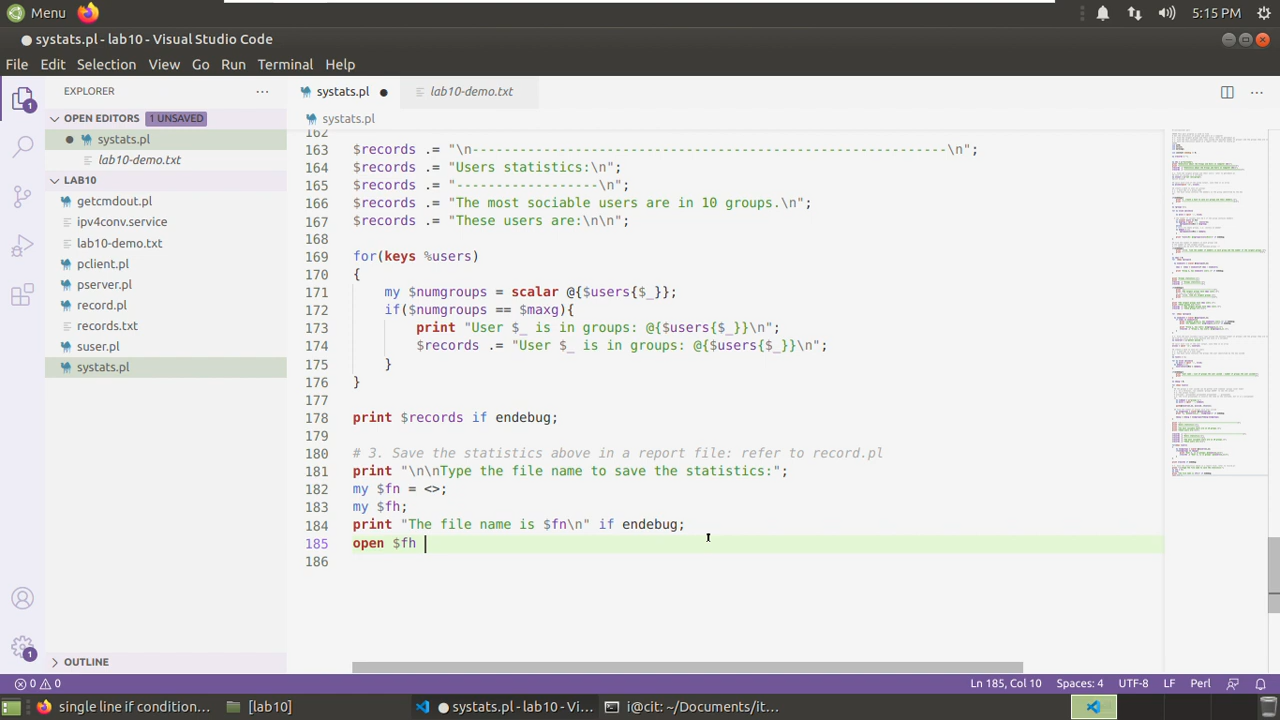 Menu
5:15 PM
systats.pl - lab10 - Visual Studio Code
File Edit Selection View Go Run Terminal Help
EXPLORER
systats.pl
lab10-demo.txt
OPEN EDITORS 1 UNSAVED
systats.pl
systats.pl
lab10-demo.txt
LAB10
getcmdout.pl
ipv4conv.service
lab10-demo.txt
pclient.pl
pserver.pl
record.pl
records.txt
suser.pl
systats.pl
OUTLINE
162
163 $records .= "\n-----------------------------------------------------------\n";
164 $records .= "Users statistics:\n";
165 $records .= "------------------\n";
166 $records .= "The most sociable users are in 10 groups.\n";
167 $records .= "There users are:\n\n";
168
169 for(keys %users)
170 {
171 my $numgroups = scalar @{$users{$_}};
172 if($numgroups == $maxg){
173 print "User $_ is in groups: @{$users{$_}}\n";
174 $records .= "User $_ is in groups: @{$users{$_}}\n";
175 }
176 }
177
178 print $records if endebug;
179
180 # 3. Save the statistics above in a report file: refer to record.pl
181 print "\n\nType the file name to save the statistics:";
182 my $fn = <>;
183 my $fh;
184 print "The file name is $fn\n" if endebug;
185 open $fh
186
0 0
Ln 185, Col 10 Spaces: 4 UTF-8 LF Perl
single line if condition...
[lab10]
● systats.pl - lab10 - Vi...
i@cit: ~/Documents/it...